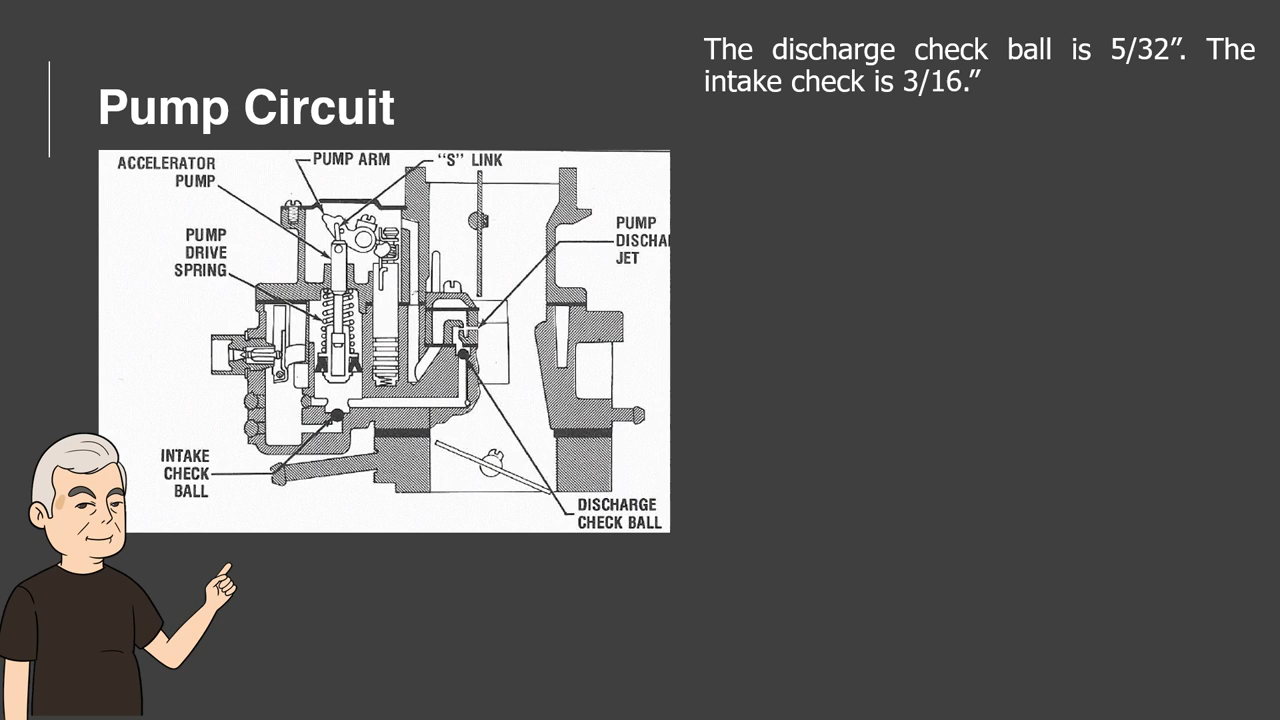 The discharge check ball is 5/32”. The
intake check is 3/16.”
Pump Circuit
ACCELERATOR
PUMP
PUMP ARM
“S” LINK
PUMP
DRIVE
SPRING
PUMP
DISCHA
JET
INTAKE
CHECK
BALL
DISCHARGE
CHECK BALL